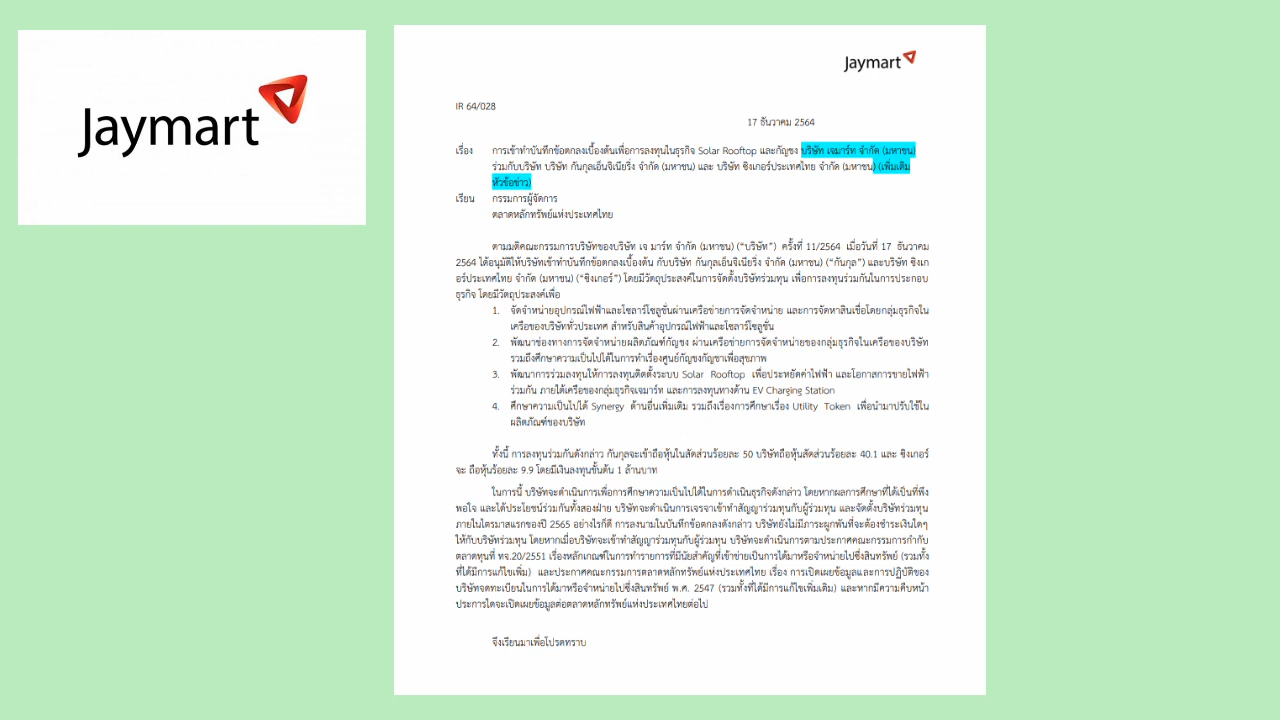 Jaymart
Jaymart
IR 64/028
17 ธันวาคม 2564
เรื่อง การเข้าทำบันทึกข้อตกลงเบื้องต้นเพื่อการลงทุนในธุรกิจ Solar Rooftop และกัญชง บริษัท เจมาร์ท จำกัด (มหาชน)
ร่วมกับบริษัท บริษัท กันกุลเอ็นจิเนียริ่ง จำกัด (มหาชน) และ บริษัท ซิงเกอร์ประเทศไทย จำกัด (มหาชน) (เพิ่มเติม
หัวข้อข่าว)
เรียน กรรมการผู้จัดการ
ตลาดหลักทรัพย์แห่งประเทศไทย
ตามมติคณะกรรมการบริษัทของบริษัท เจ มาร์ท จำกัด (มหาชน) (“บริษัท”) ครั้งที่ 11/2564 เมื่อวันที่ 17 ธันวาคม
2564 ได้อนุมัติให้บริษัทเข้าทำบันทึกข้อตกลงเบื้องต้น กับบริษัท กันกุลเอ็นจิเนียริ่ง จำกัด (มหาชน) (“กันกุล”) และบริษัท ซิงเก
อร์ประเทศไทย จำกัด (มหาชน) (“ซิงเกอร์”) โดยมีวัตถุประสงค์ในการจัดตั้งบริษัทร่วมทุน เพื่อการลงทุนร่วมกันในการประกอบ
ธุรกิจ โดยมีวัตถุประสงค์เพื่อ
1. จัดจำหน่ายอุปกรณ์ไฟฟ้าและโซลาร์โซลูชั่นผ่านเครือข่ายการจัดจำหน่าย และการจัดหาสินเชื่อโดยกลุ่มธุรกิจใน
เครือของบริษัททั่วประเทศ สำหรับสินค้าอุปกรณ์ไฟฟ้าและโซลาร์โซลูชั่น
2. พัฒนาช่องทางการจัดจำหน่ายผลิตภัณฑ์กัญชง ผ่านเครือข่ายการจัดจำหน่ายของกลุ่มธุรกิจในเครือของบริษัท
รวมถึงศึกษาความเป็นไปได้ในการทำเรื่องศูนย์กัญชงกัญชาเพื่อสุขภาพ
3. พัฒนาการร่วมลงทุนให้การลงทุนติดตั้งระบบ Solar Rooftop เพื่อประหยัดค่าไฟฟ้า และโอกาสการขายไฟฟ้า
ร่วมกัน ภายใต้เครือของกลุ่มธุรกิจเจมาร์ท และการลงทุนทางด้าน EV Charging Station
4. ศึกษาความเป็นไปได้ Synergy ด้านอื่นเพิ่มเติม รวมถึงเรื่องการศึกษาเรื่อง Utility Token เพื่อนำมาปรับใช้ใน
ผลิตภัณฑ์ของบริษัท
ทั้งนี้ การลงทุนร่วมกันดังกล่าว กันกุลจะเข้าถือหุ้นในสัดส่วนร้อยละ 50 บริษัทถือหุ้นสัดส่วนร้อยละ 40.1 และ ซิงเกอร์
จะ ถือหุ้นร้อยละ 9.9 โดยมีเงินลงทุนขั้นต้น 1 ล้านบาท
ในการนี้ บริษัทจะดำเนินการเพื่อการศึกษาความเป็นไปได้ในการดำเนินธุรกิจดังกล่าว โดยหากผลการศึกษาที่ได้เป็นที่พึง
พอใจ และได้ประโยชน์ร่วมกันทั้งสองฝ่าย บริษัทจะดำเนินการเจรจาเข้าทำสัญญาร่วมทุนกับผู้ร่วมทุน และจัดตั้งบริษัทร่วมทุน
ภายในไตรมาสแรกของปี 2565 อย่างไรก็ดี การลงนามในบันทึกข้อตกลงดังกล่าว บริษัทยังไม่มีภาระผูกพันที่จะต้องชำระเงินใดๆ
ให้กับบริษัทร่วมทุน โดยหากเมื่อบริษัทจะเข้าทำสัญญาร่วมทุนกับผู้ร่วมทุน บริษัทจะดำเนินการตามประกาศคณะกรรมการกำกับ
ตลาดทุนที่ ทจ.20/2551 เรื่องหลักเกณฑ์ในการทำรายการที่มีนัยสำคัญที่เข้าข่ายเป็นการได้มาหรือจำหน่ายไปซึ่งสินทรัพย์ (รวมทั้ง
ที่ได้มีการแก้ไขเพิ่ม) และประกาศคณะกรรมการตลาดหลักทรัพย์แห่งประเทศไทย เรื่อง การเปิดเผยข้อมูลและการปฏิบัติของ
บริษัทจดทะเบียนในการได้มาหรือจำหน่ายไปซึ่งสินทรัพย์ พ.ศ. 2547 (รวมทั้งที่ได้มีการแก้ไขเพิ่มเติม) และหากมีความคืบหน้า
ประการใดจะเปิดเผยข้อมูลต่อตลาดหลักทรัพย์แห่งประเทศไทยต่อไป
จึงเรียนมาเพื่อโปรดทราบ